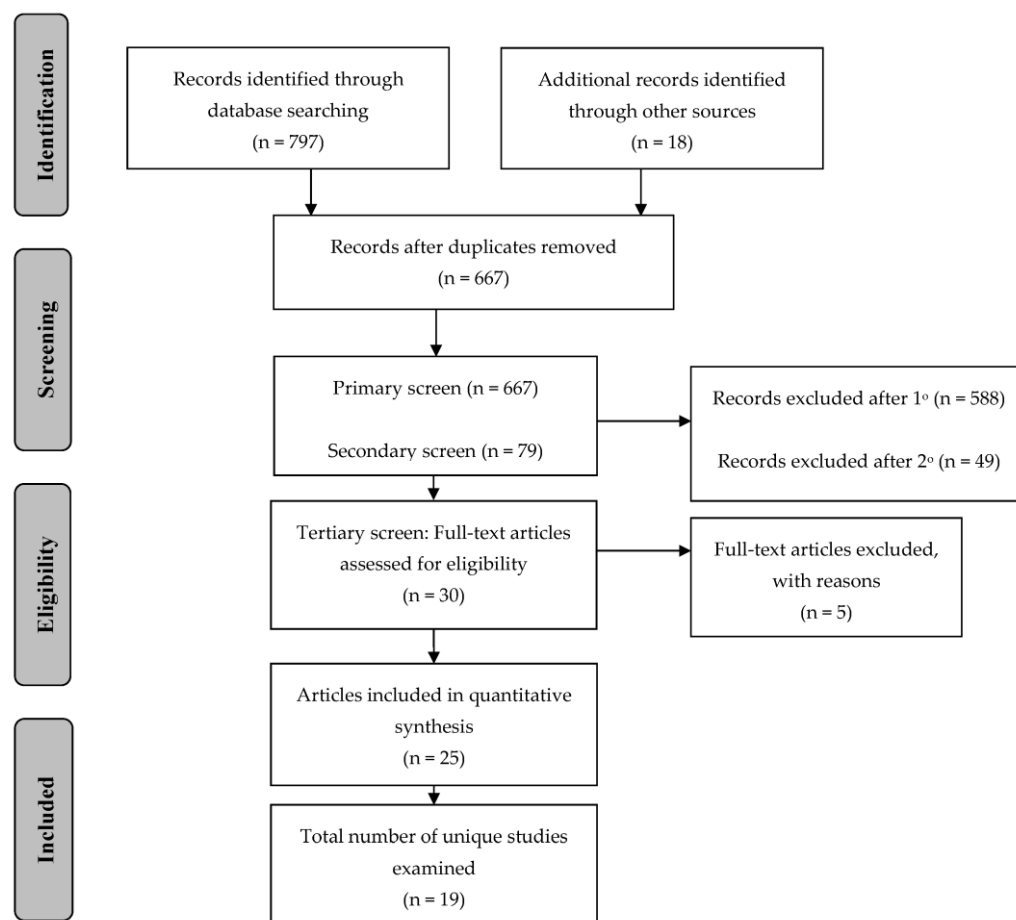 Identification
Records identified through
database searching
(n = 797)
Additional records identified
through other sources
(n = 18)
Screening
Records after duplicates removed
(n = 667)
Primary screen (n = 667)
Secondary screen (n = 79)
Records excluded after 1º (n = 588)
Records excluded after 2º (n = 49)
Eligibility
Tertiary screen: Full-text articles
assessed for eligibility
(n = 30)
Full-text articles excluded,
with reasons
(n = 5)
Included
Articles included in quantitative
synthesis
(n = 25)
Total number of unique studies
examined
(n = 19)